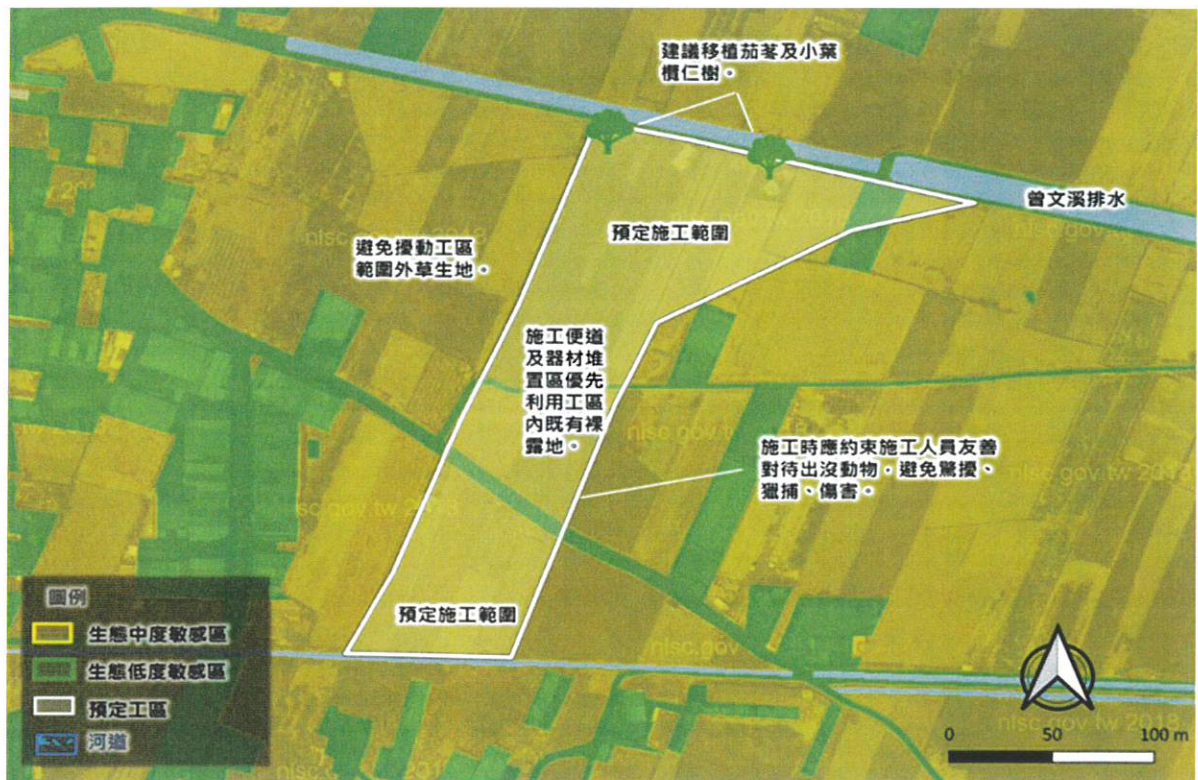 建議移植茄苳及小葉
欖仁樹。
曾文溪排水
預定施工範圍
避免擾動工區
範圍外草生地。
施工便道
及器材堆
置區優先
利用工區
內既有裸
露地。
施工時應約束施工人員友善
對待出沒動物，避免驚擾、
獵捕、傷害。
預定施工範圍
圖例
生態中度敏感區
生態低度敏感區
預定工區
河道
0 50 100 m
nlsc.gov.tw 2018